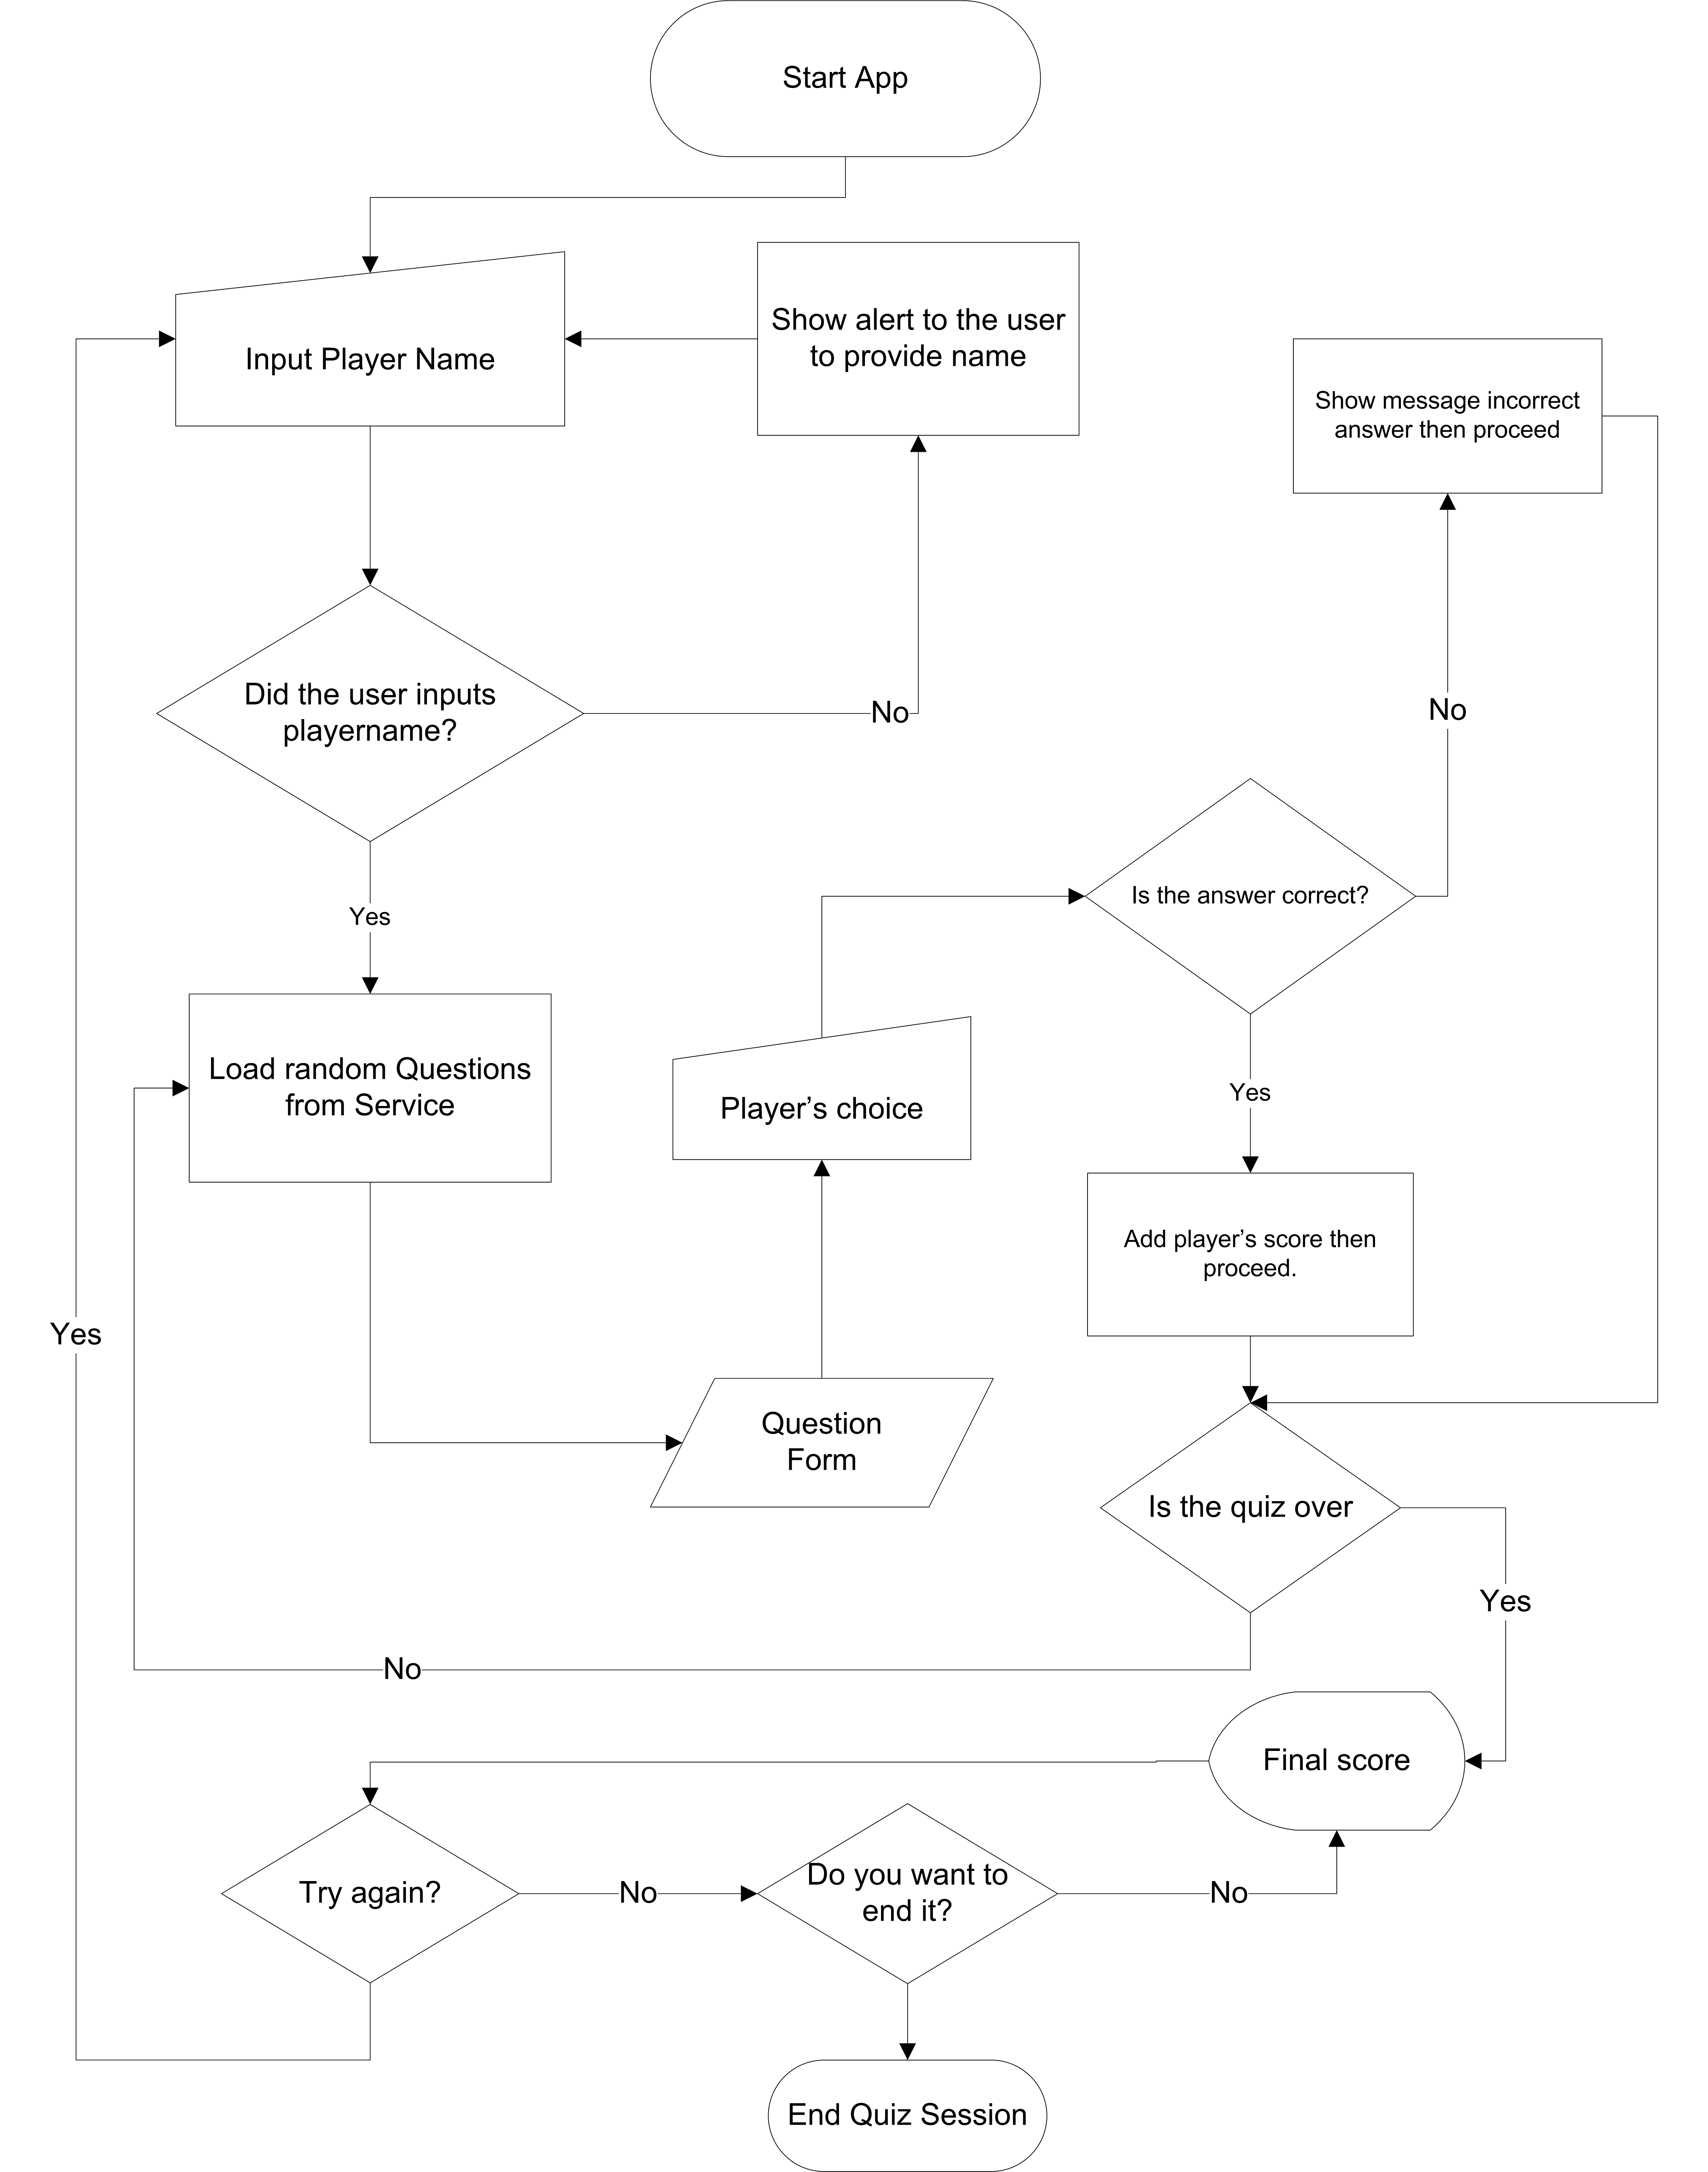 Start App
Show alert to the user
to provide name
Input Player Name
Show message incorrect
answer then proceed
Did the user inputs
playername?
No
No
Is the answer correct?
Yes
Load random Questions
from Service
Player’s choice
Yes
Add player’s score then
proceed.
Yes
Question
Form
Is the quiz over
Yes
No
Final score
Try again?
No
Do you want to
end it?
No
End Quiz Session